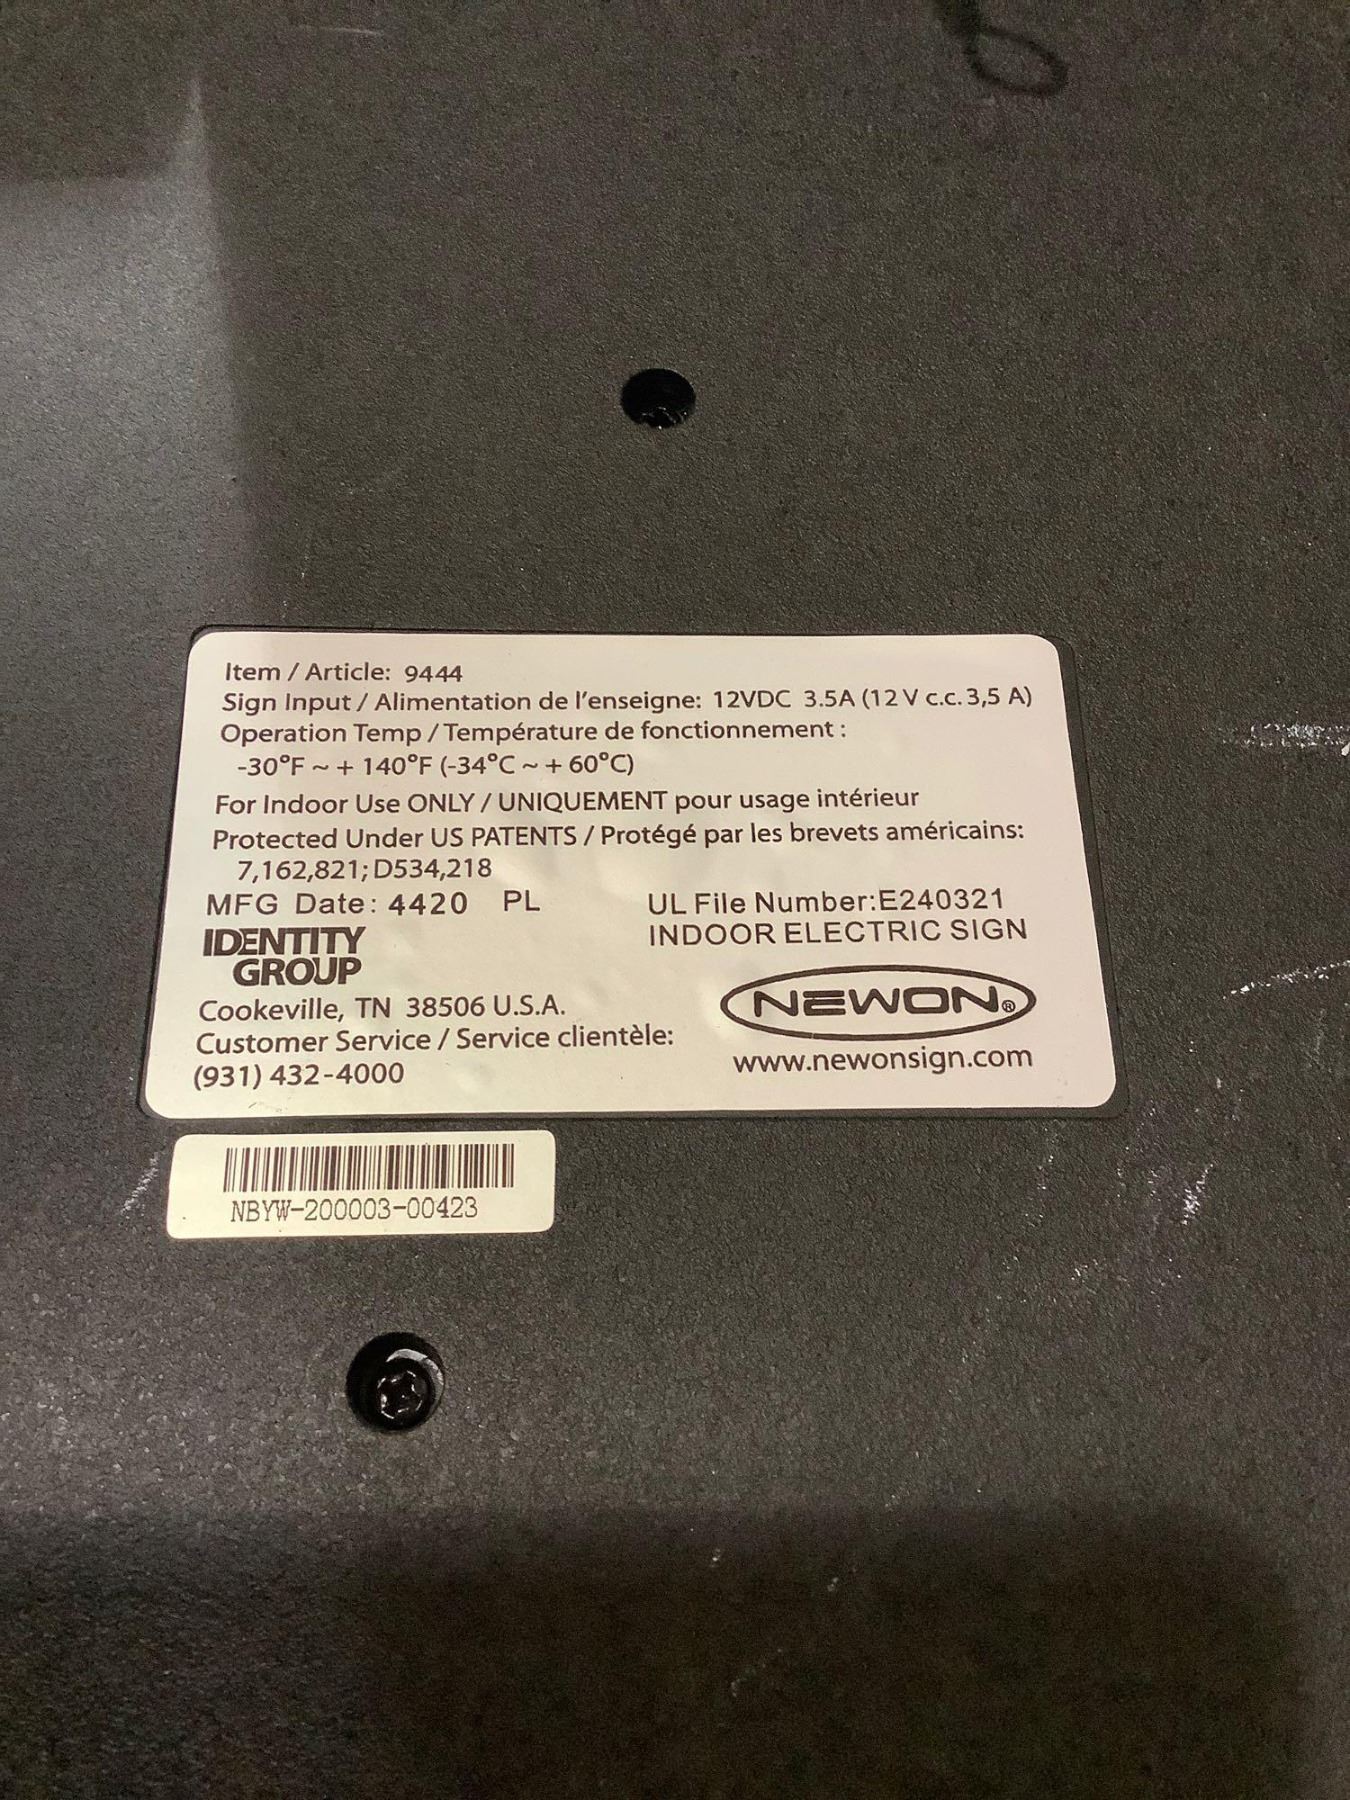 Item / Article: 9444
Sign Input / Alimentation de l'enseigne: 12VDC 3.5A (12 V c.c. 3,5 A)
Operation Temp / Température de fonctionnement :
-30°F ~ + 140°F (-34°C ~ + 60°C)
For Indoor Use ONLY / UNIQUEMENT pour usage intérieur
Protected Under US PATENTS / Protégé par les brevets américains:
7,162,821; D534,218
MFG Date: 4420 PL
UL File Number:E240321
INDOOR ELECTRIC SIGN
IDENTITY
GROUP
Cookeville, TN 38506 U.S.A.
Customer Service / Service clientèle:
(931) 432-4000
NEWON®
www.newonsign.com
NBYW-200003-00423